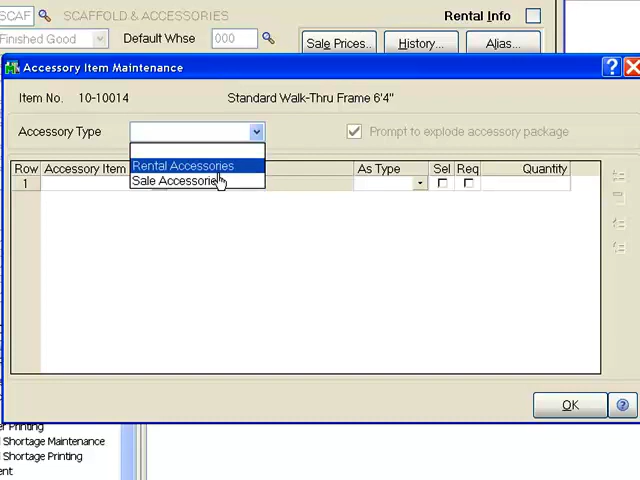 SCAF SCAFFOLD & ACCESSORIES Rental Info
Finished Good Default Whse 000 Sale Prices.. History... Alias...
Accessory Item Maintenance
Item No. 10-10014 Standard Walk-Thru Frame 6'4"
Accessory Type Prompt to explode accessory package
Rental Accessories
Row Accessory Item As Type Sel Req Quantity
Sale Accessorie
1
OK
r Printing
l Shortage Maintenance
l Shortage Printing
ent